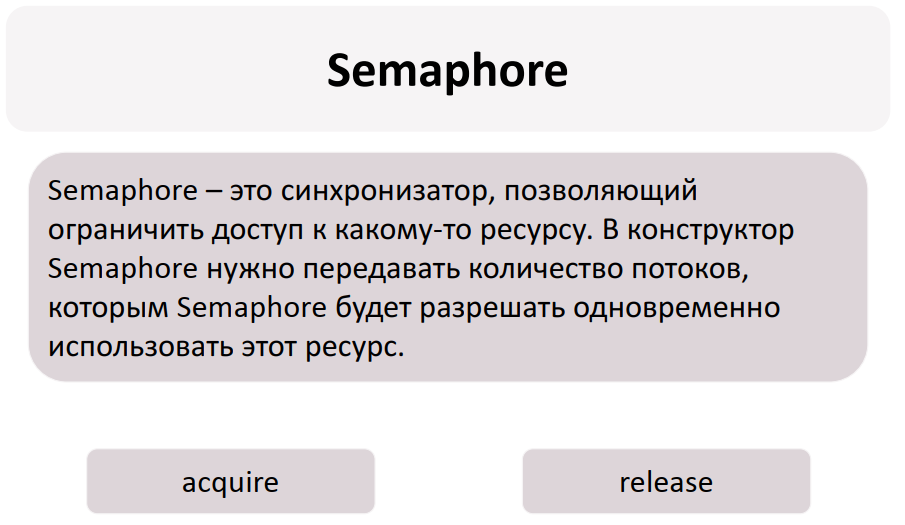 Semaphore
Semaphore – это синхронизатор, позволяющий
ограничить доступ к какому-то ресурсу. В конструктор
Semaphore нужно передавать количество потоков,
которым Semaphore будет разрешать одновременно
использовать этот ресурс.
acquire
release